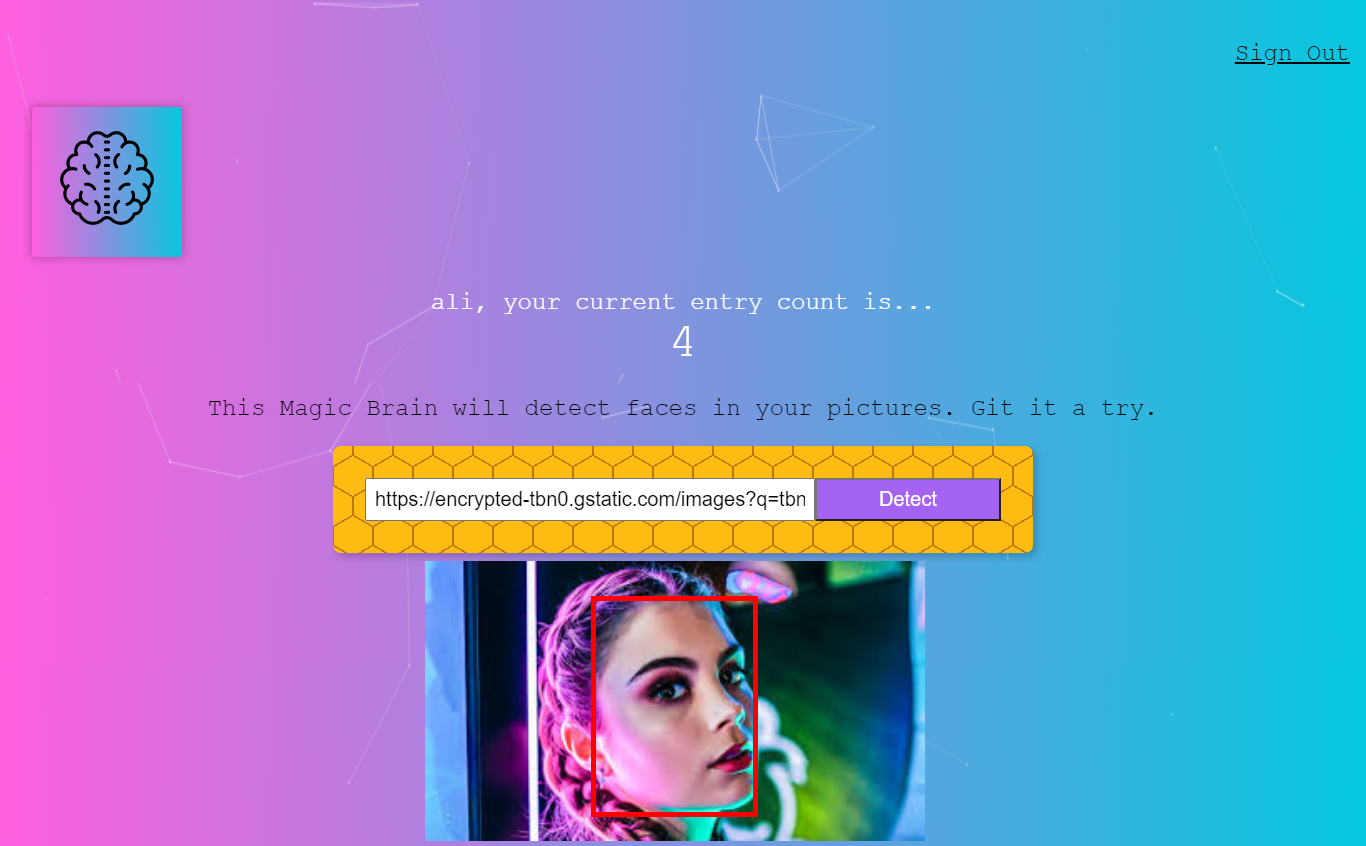 Sign Out
ali, your current entry count is...
4
This Magic Brain will detect faces in your pictures. Git it a try.
https://encrypted-tbn0.gstatic.com/images?q=tbn Detect